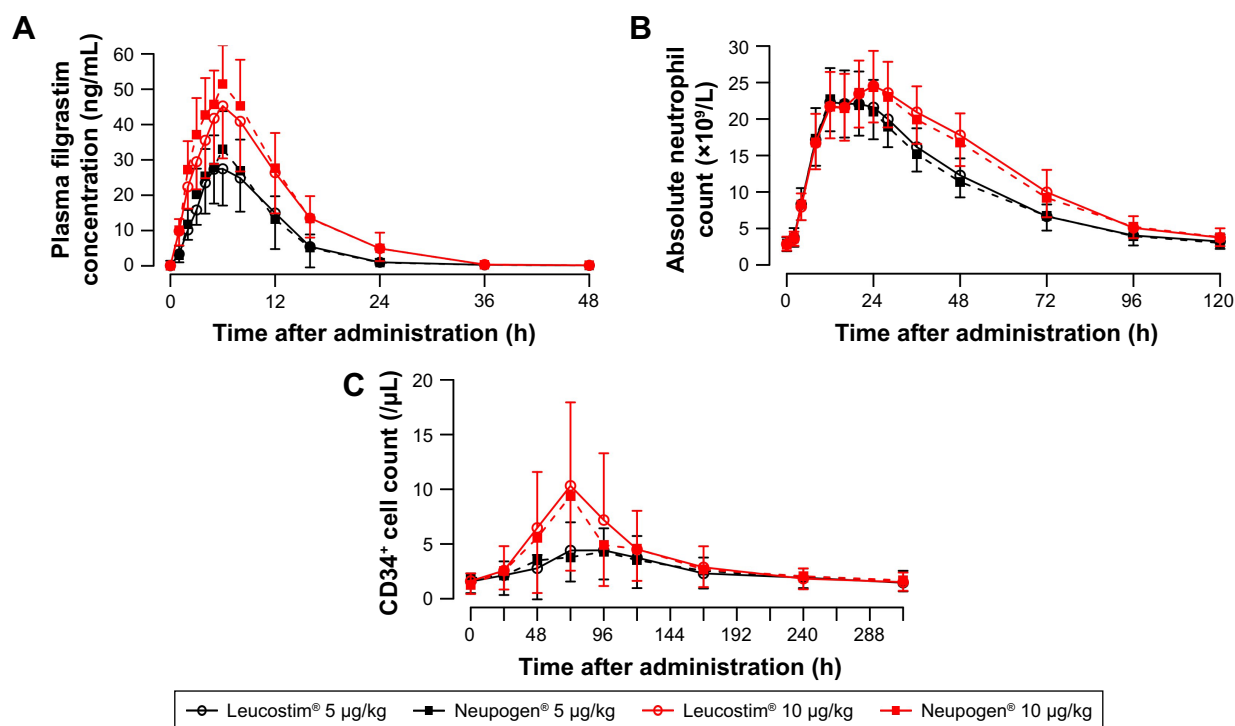 A
Plasma filgrastim
concentration (ng/mL)
60
50
40
30
20
10
0
0 12 24 36 48
Time after administration (h)
B
Absolute neutrophil
count (×10⁹/L)
30
25
20
15
10
5
0
0 24 48 72 96 120
Time after administration (h)
C
CD34⁺ cell count (/µL)
20
15
10
5
0
0 48 96 144 192 240 288
Time after administration (h)
Leucostim® 5 µg/kg Neupogen® 5 µg/kg Leucostim® 10 µg/kg Neupogen® 10 µg/kg